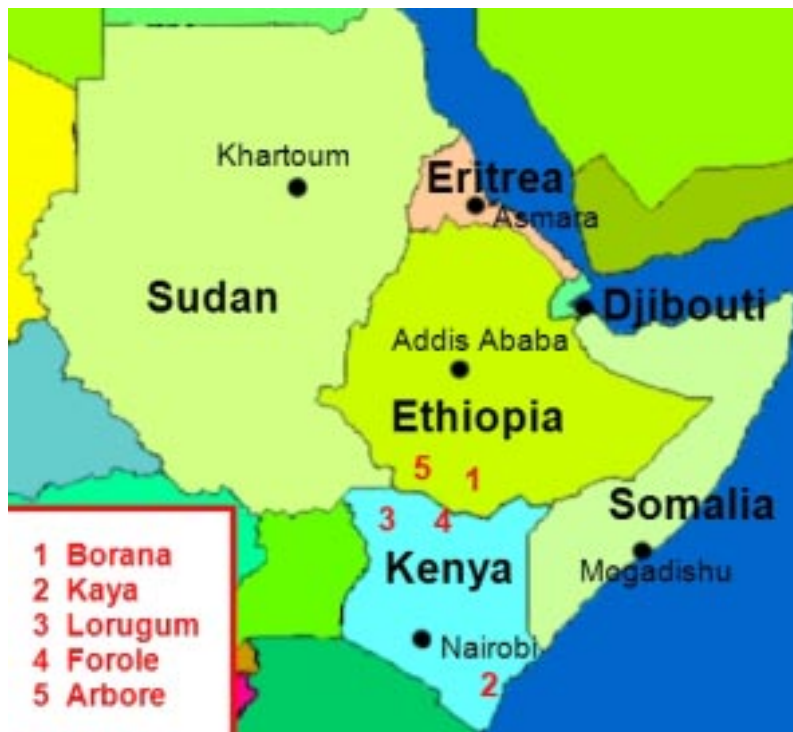 Khartoum
Eritrea
Asmara
Sudan
Djibouti
Addis Ababa
Ethiopia
5
1
Somalia
3
4
Kenya
Mogadishu
Nairobi
2
1 Borana
2 Kaya
3 Lorugum
4 Forole
5 Arbore